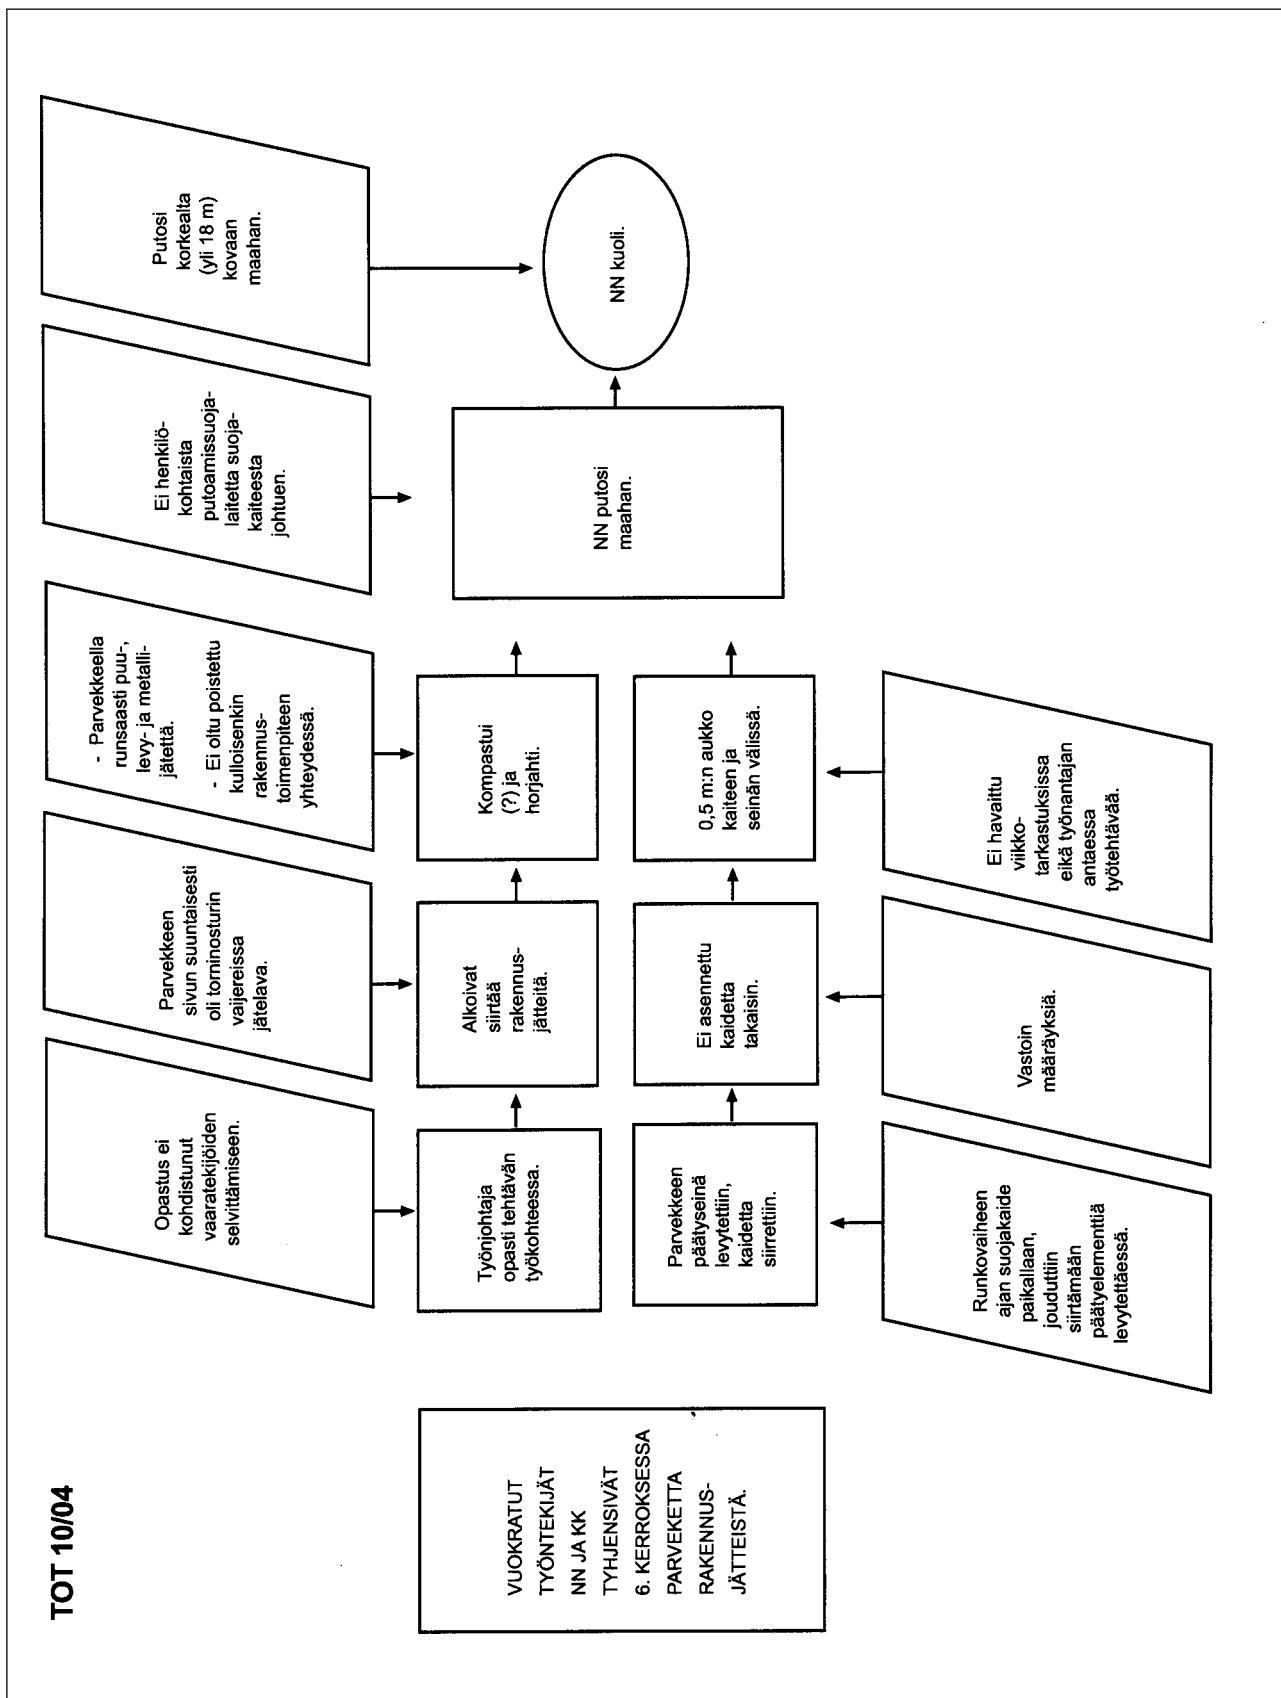 TOT 10/04
VUOKRATUT
TYÖNTEKIJÄT
NN JA KK
TYHJENSIVÄT
6. KERROKSESSA
PARVEKETTA
RAKENNUS-
JÄTTEISTÄ.
Opastus ei
kohdistunut
vaaratekijöiden
selvittämiseen.
Parvekkeen
sivun suuntaisesti
oli torninosturin
vaijereissa
jätelava.
- Parvekkeella
runsaasti puu-,
levy- ja metalli-
jätettä.
- Ei oltu poistettu
kulloisenkin
rakennus-
toimenpiteen
yhteydessä.
Ei henkilö-
kohtaista
putoamissuoja-
laitetta suoja-
kaiteesta
johtuen.
Putosi
korkealta
(yli 18 m)
kovaan
maahan.
Työnjohtaja
opasti tehtävän
työkohteessa.
Alkoivat
siirtää
rakennus-
jätteitä.
Kompastui
(?) ja
horjahti.
NN putosi
maahan.
NN kuoli.
Parvekkeen
päätyseinä
levytettiin,
kaidetta
siirrettiin.
Ei asennettu
kaidetta
takaisin.
0,5 m:n aukko
kaiteen ja
seinän välissä.
Runkovaiheen
ajan suojakaide
paikallaan,
jouduttiin
siirtämään
päätyelementtiä
levytettäessä.
Vastoin
määräyksiä.
Ei havaittu
viikko-
tarkastuksissa
eikä työnantajan
antaessa
työtehtävää.